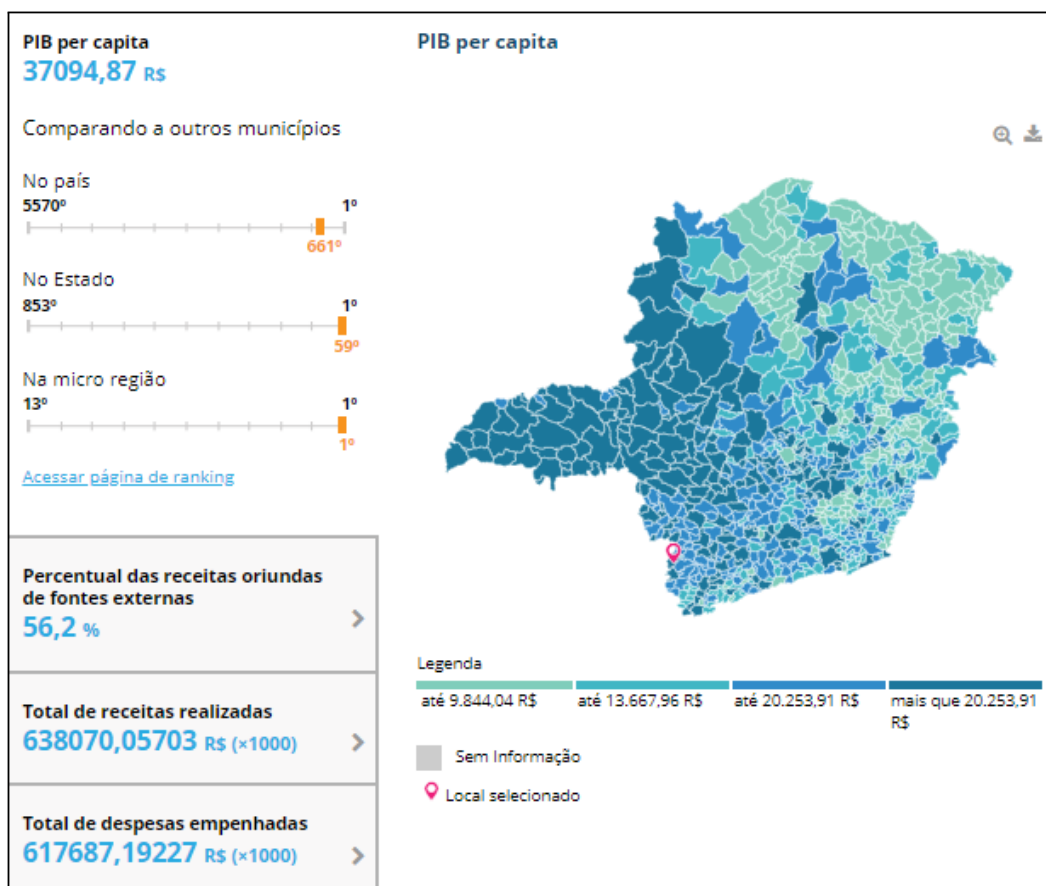 PIB per capita
37094,87 R$
Comparando a outros municípios
No país
5570º 1º
661º
No Estado
853º 1º
59º
Na micro região
13º 1º
1º
Acessar página de ranking
Percentual das receitas oriundas
de fontes externas
56,2 %
Total de receitas realizadas
638070,05703 R$ (×1000)
Total de despesas empenhadas
617687,19227 R$ (×1000)
PIB per capita
Legenda
até 9.844,04 R$ até 13.667,96 R$ até 20.253,91 R$ mais que 20.253,91
R$
Sem Informação
Local selecionado